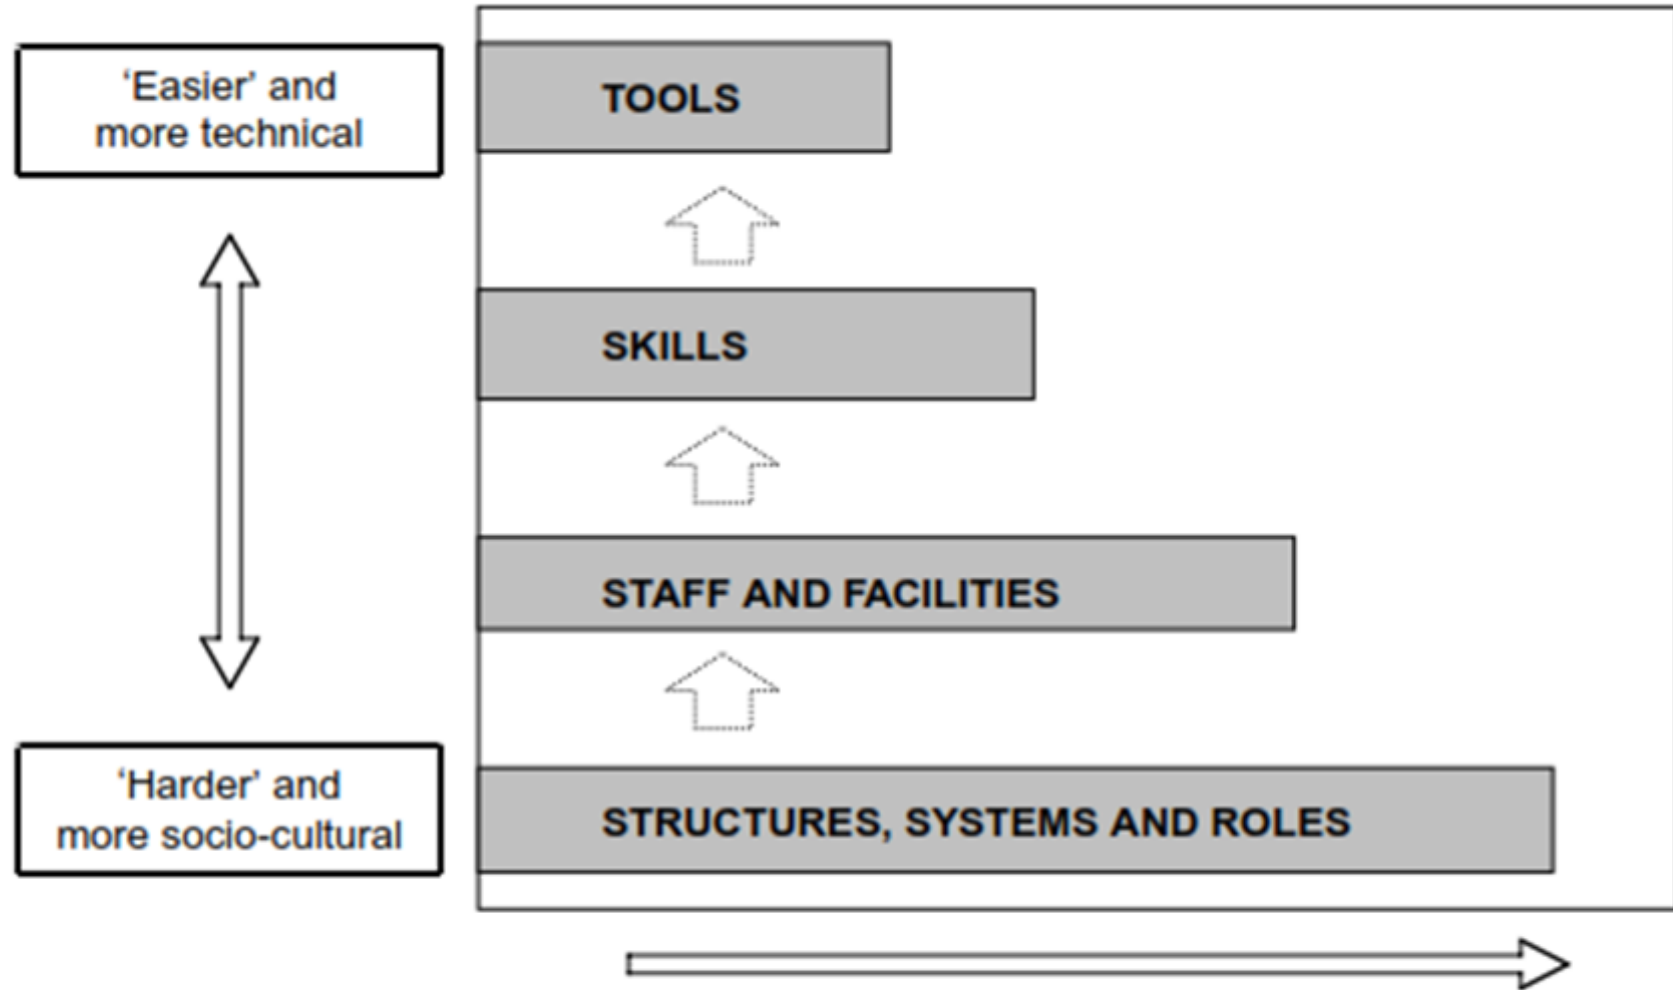 ‘Easier’ and
more technical
TOOLS
SKILLS
STAFF AND FACILITIES
‘Harder’ and
more socio-cultural
STRUCTURES, SYSTEMS AND ROLES